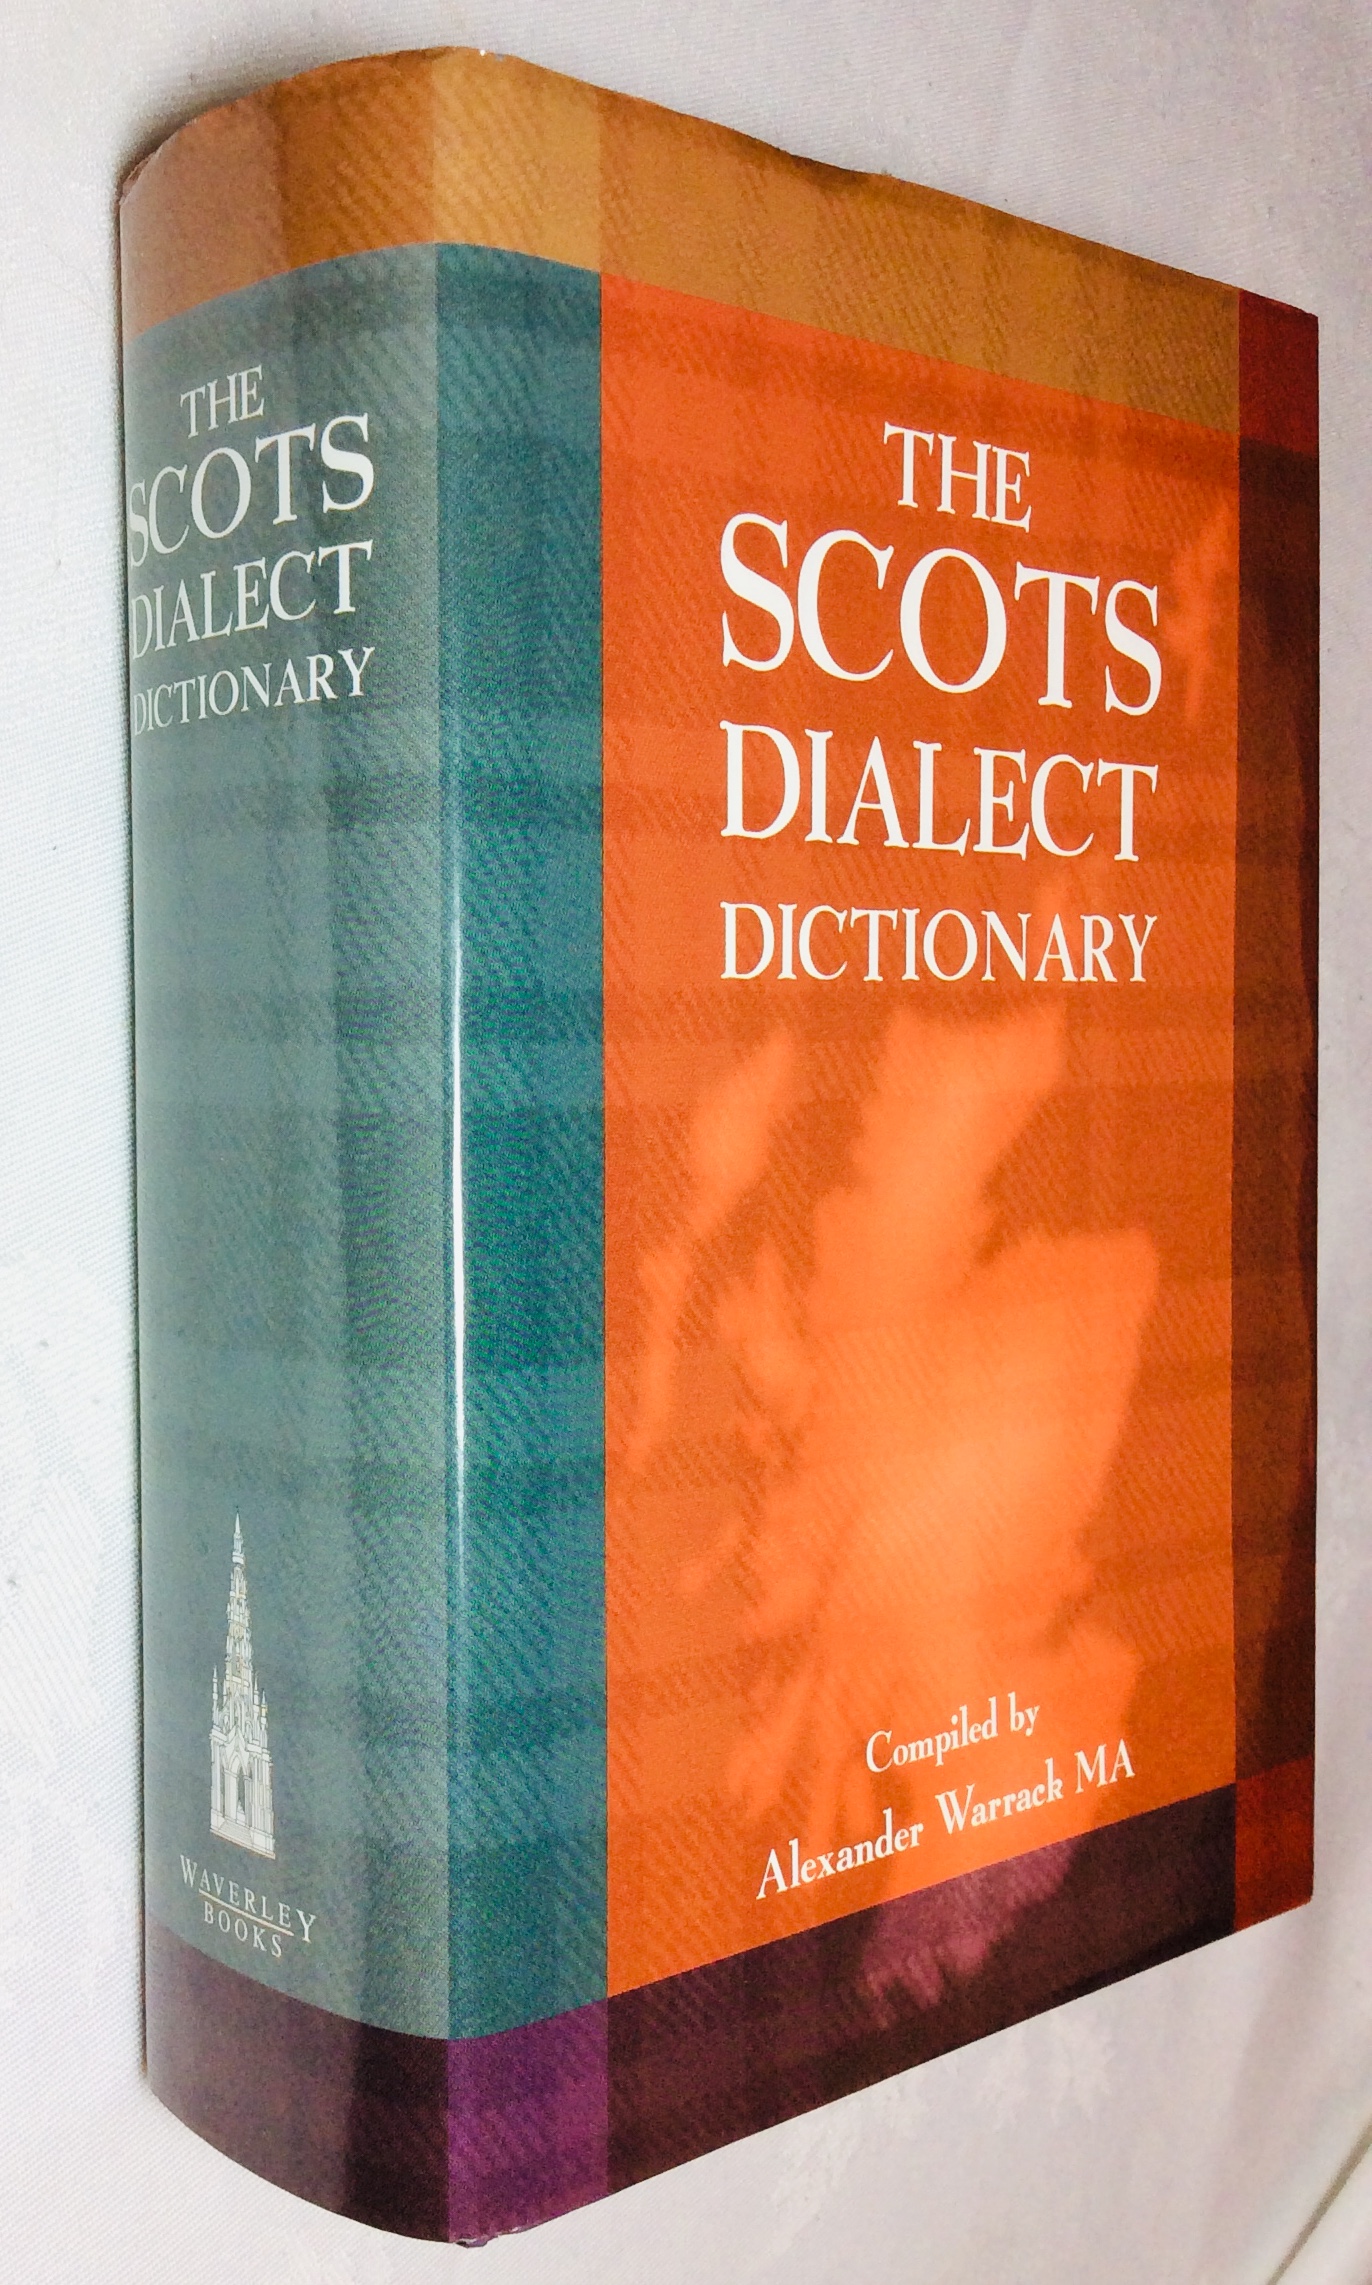 THE
SCOTS
DIALECT
DICTIONARY
WAVERLEY
BOOKS
THE
SCOTS
DIALECT
DICTIONARY
Compiled by
Alexander Warrack MA